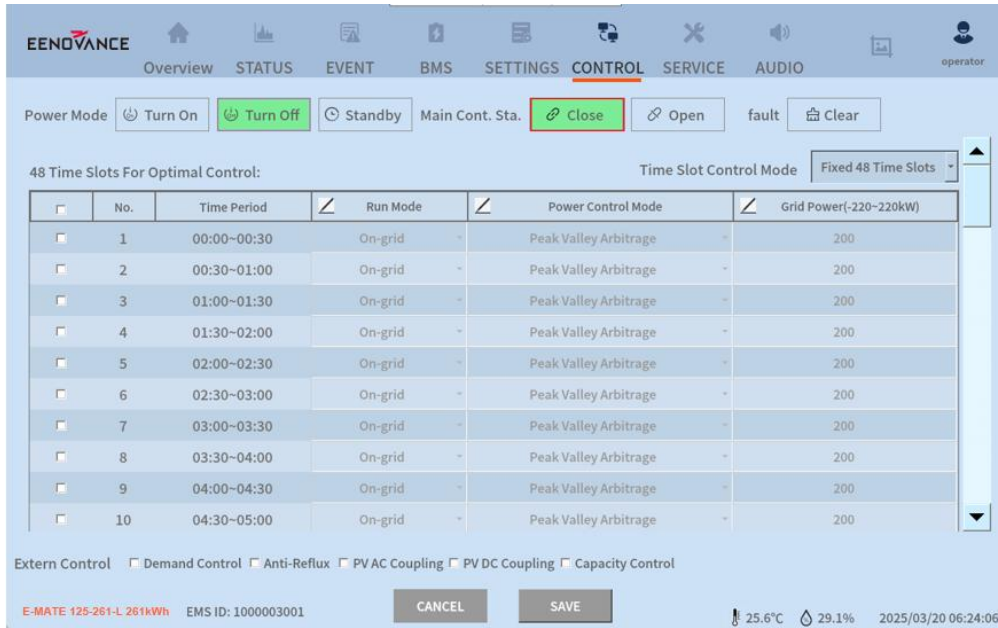 EENOVANCE
Overview STATUS EVENT BMS SETTINGS CONTROL SERVICE AUDIO operator
Power Mode Turn On Turn Off Standby Main Cont. Sta. Close Open fault Clear
48 Time Slots For Optimal Control: Time Slot Control Mode Fixed 48 Time Slots
No. Time Period Run Mode Power Control Mode Grid Power(-220~220kW)
1 00:00~00:30 On-grid Peak Valley Arbitrage 200
2 00:30~01:00 On-grid Peak Valley Arbitrage 200
3 01:00~01:30 On-grid Peak Valley Arbitrage 200
4 01:30~02:00 On-grid Peak Valley Arbitrage 200
5 02:00~02:30 On-grid Peak Valley Arbitrage 200
6 02:30~03:00 On-grid Peak Valley Arbitrage 200
7 03:00~03:30 On-grid Peak Valley Arbitrage 200
8 03:30~04:00 On-grid Peak Valley Arbitrage 200
9 04:00~04:30 On-grid Peak Valley Arbitrage 200
10 04:30~05:00 On-grid Peak Valley Arbitrage 200
Extern Control Demand Control Anti-Reflux PV AC Coupling PV DC Coupling Capacity Control
E-MATE 125-261-L 261kWh EMS ID: 1000003001 CANCEL SAVE 25.6°C 29.1% 2025/03/20 06:24:06